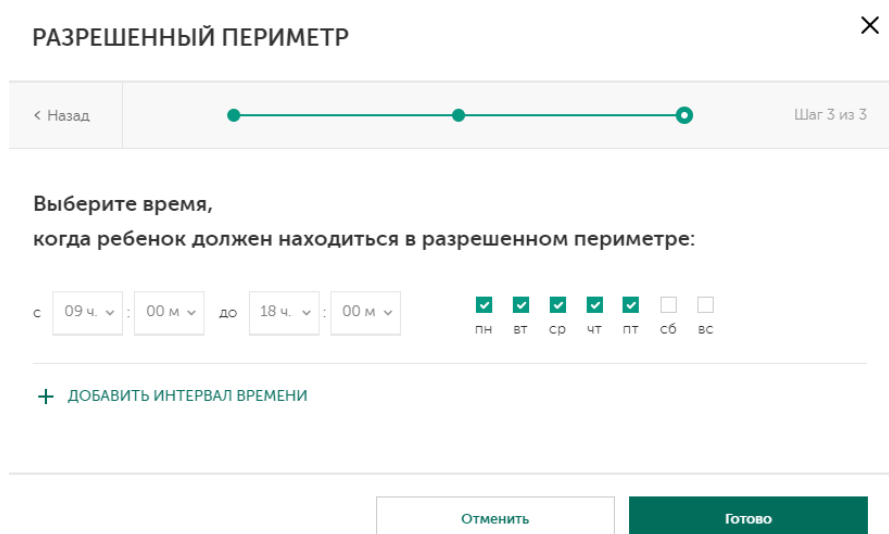 РАЗРЕШЕННЫЙ ПЕРИМЕТР
< Назад
Шаг 3 из 3
Выберите время,
когда ребенок должен находиться в разрешенном периметре:
с 09 ч. : 00 м до 18 ч. : 00 м
пн вт ср чт пт сб вс
+ ДОБАВИТЬ ИНТЕРВАЛ ВРЕМЕНИ
Отменить Готово